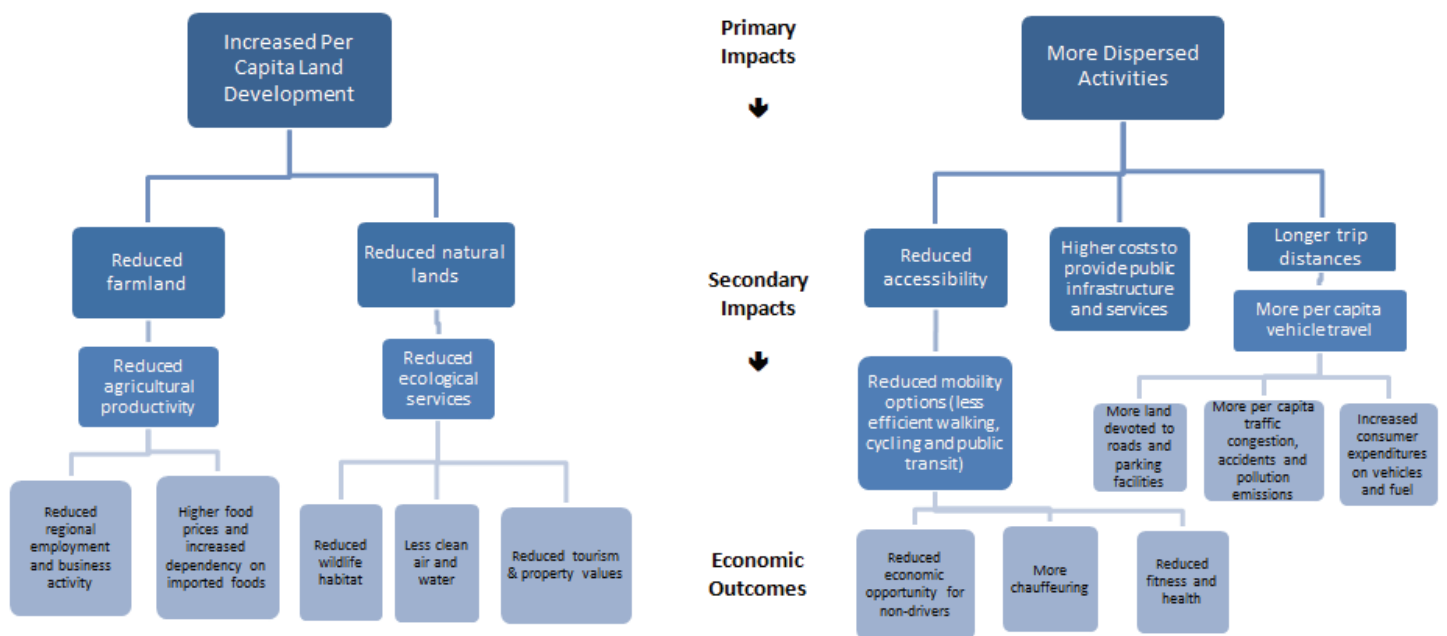 Increased Per
Capita Land
Development
Primary
Impacts
More Dispersed
Activities
Reduced
farmland
Reduced natural
lands
Secondary
Impacts
Reduced
accessibility
Higher costs to
provide public
infrastructure
and services
Longer trip
distances
More per capita
vehicle travel
Reduced
agricultural
productivity
Reduced
ecological
services
Reduced mobility
options (less
efficient walking,
cycling and public
transit)
More land
devoted to
roads and
parking
facilities
More per capita
traffic
congestion,
accidents and
pollution
emissions
Increased
consumer
expenditures
on vehicles
and fuel
Reduced
regional
employment
and business
activity
Higher food
prices and
increased
dependency on
imported foods
Reduced
wildlife
habitat
Less clean
air and
water
Reduced tourism
& property values
Economic
Outcomes
Reduced
economic
opportunity for
non-drivers
More
chauffeuring
Reduced
fitness and
health